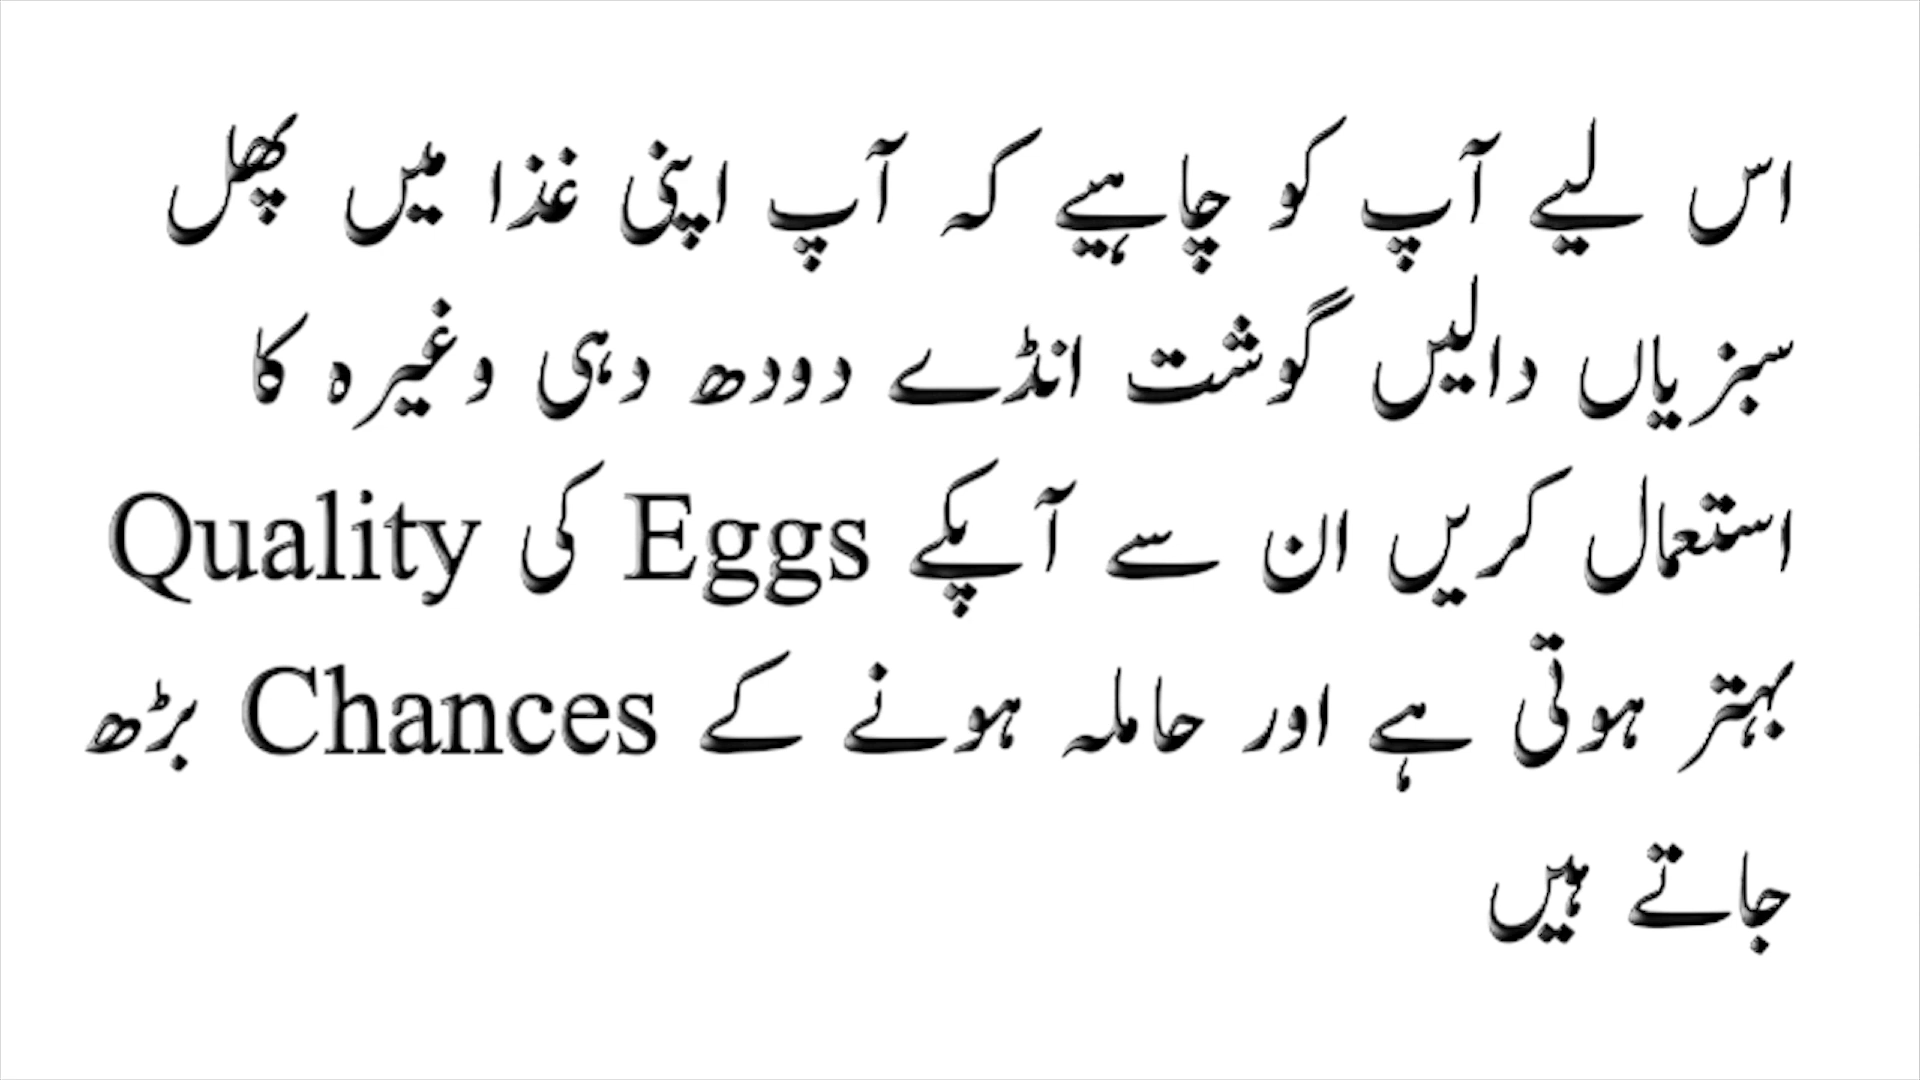 اس لیے آپ کو چاہیے کہ آپ اپنی غذا میں پھل
سبزیاں دالیں گوشت انڈے دودھ دہی وغیرہ کا
استعمال کریں ان سے آپکے Eggs کی Quality
بہتر ہوتی ہے اور حاملہ ہونے کے Chances بڑھ
جاتے ہیں